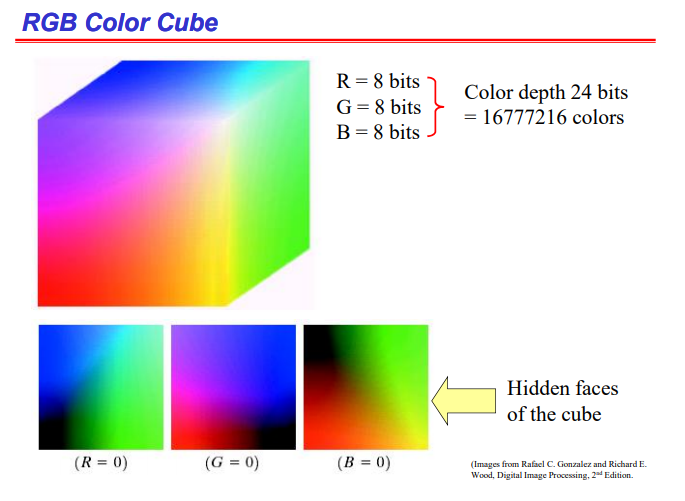 RGB Color Cube
R = 8 bits
G = 8 bits
B = 8 bits
Color depth 24 bits
= 16777216 colors
(R = 0)
(G = 0)
(B = 0)
Hidden faces
of the cube
(Images from Rafael C. Gonzalez and Richard E.
Wood, Digital Image Processing, 2nd Edition.